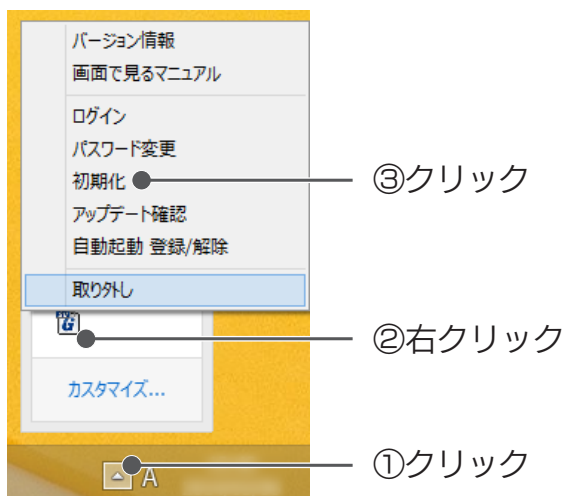 バージョン情報
画面で見るマニュアル
ログイン
パスワード変更
初期化
③クリック
アップデート確認
自動起動 登録/解除
取り外し
G
②右クリック
カスタマイズ...
①クリック
A